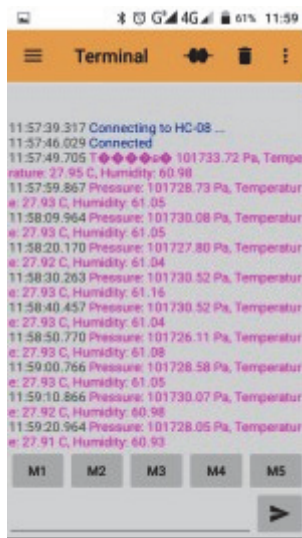 4G 61% 11:59
Terminal
11:57:39.317 Connecting to HC-08 ...
11:57:46.029 Connected
11:57:49.705 T����ƨ� 101733.72 Pa, Tempe
rature: 27.95 C, Humidity: 60.98
11:57:59.867 Pressure: 101728.73 Pa, Temperatur
e: 27.93 C, Humidity: 61.05
11:58:09.964 Pressure: 101730.08 Pa, Temperatur
e: 27.93 C, Humidity: 61.05
11:58:20.170 Pressure: 101727.80 Pa, Temperatur
e: 27.92 C, Humidity: 61.04
11:58:30.263 Pressure: 101730.52 Pa, Temperatur
e: 27.93 C, Humidity: 61.16
11:58:40.457 Pressure: 101730.52 Pa, Temperatur
e: 27.93 C, Humidity: 61.04
11:58:50.770 Pressure: 101726.11 Pa, Temperatur
e: 27.93 C, Humidity: 61.08
11:59:00.766 Pressure: 101728.58 Pa, Temperatur
e: 27.93 C, Humidity: 61.05
11:59:10.866 Pressure: 101730.07 Pa, Temperatur
e: 27.92 C, Humidity: 60.98
11:59:20.964 Pressure: 101728.05 Pa, Temperatur
e: 27.91 C, Humidity: 60.93
M1 M2 M3 M4 M5